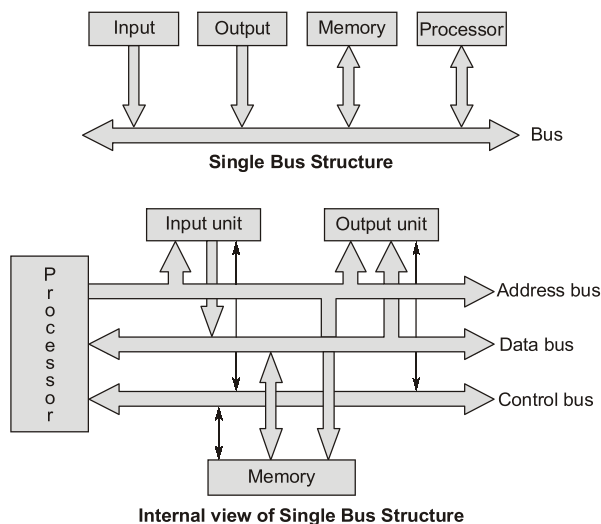 Input Output Memory Processor
Bus
Single Bus Structure
Input unit Output unit
Processor
Address bus
Data bus
Control bus
Memory
Internal view of Single Bus Structure